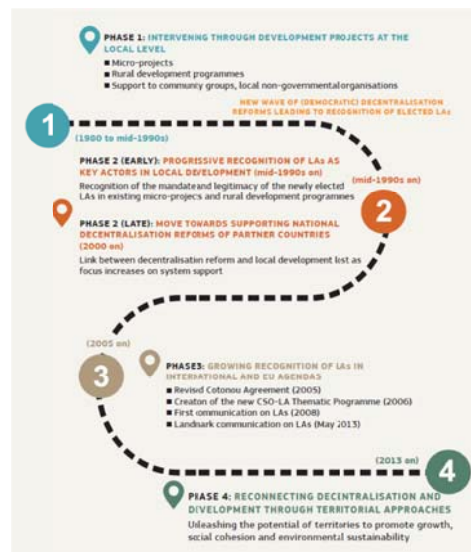 PHASE 1: INTERVENING THROUGH DEVELOPMENT PROJECTS AT THE
LOCAL LEVEL
■ Micro-projects
■ Rural development programmes
■ Support to community groups, local non-governmental organisations
NEW WAVE OF (DEMOCRATIC) DECENTRALISATION
REFORMS LEADING TO RECOGNITION OF ELECTED LAs
1
(1980 to mid-1990s)
PHASE 2 (EARLY): PROGRESSIVE RECOGNITION OF LAs AS
KEY ACTORS IN LOCAL DEVELOPMENT (mid-1990s on)
(mid-1990s on)
Recognition of the mandate and legitimacy of the newly elected
LAs in existing micro-projects and rural development programmes
2
PHASE 2 (LATE): MOVE TOWARDS SUPPORTING NATIONAL
DECENTRALISATION REFORMS OF PARTNER COUNTRIES
(2000 on)
Link between decentralisation reform and local development lost as
focus increases on system support
(2005 on)
3
PHASE3: GROWING RECOGNITION OF LAs IN
INTERNATIONAL AND EU AGENDAS
■ Revised Cotonou Agreement (2005)
■ Creaton of the new CSO-LA Thematic Programme (2006)
■ First ommunication on LAs (2008)
■ Landmark communication on LAs (May 2013)
(2013 on)
4
PHASE 4: RECONNECTING DECENTRALISATION AND
DEVELOPMENT THROUGH TERRITORIAL APPROACHES
Unleashing the potential of territories to promote growth,
social cohesion and environmental sustainability